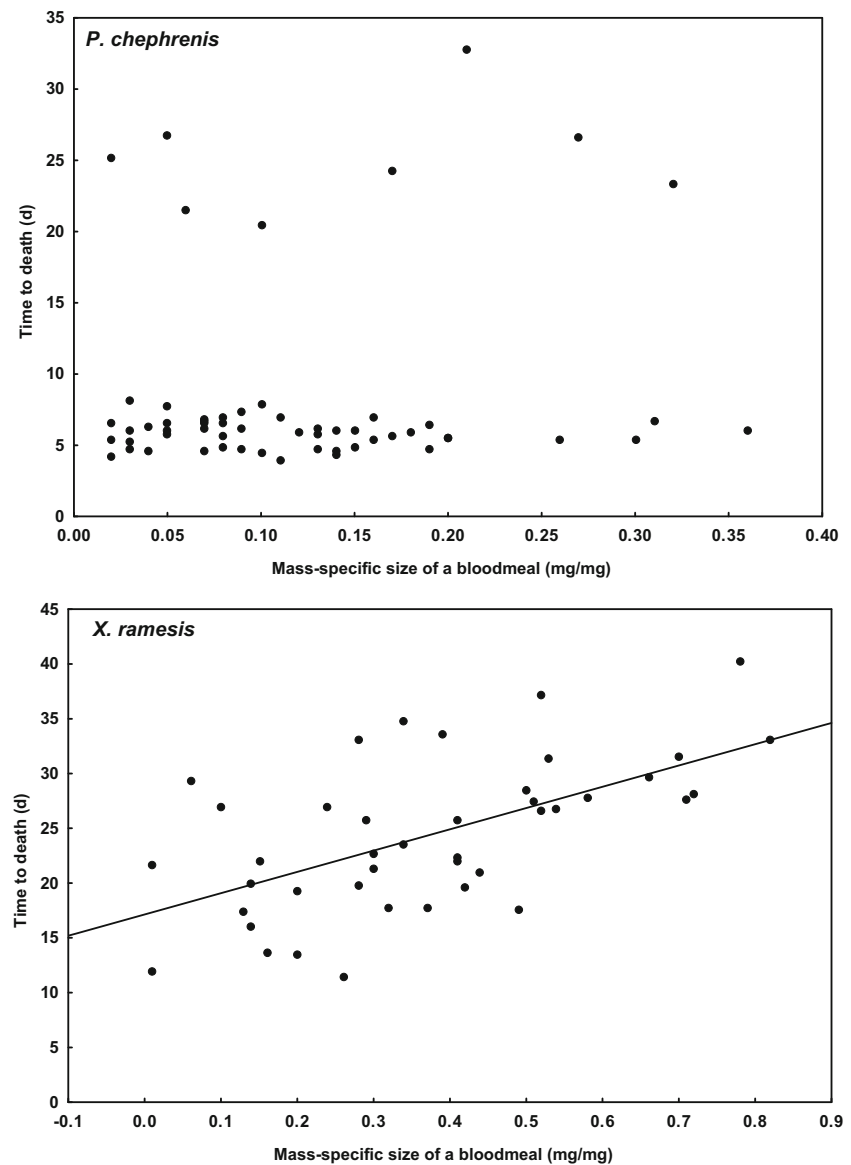 P. chephrenis
35
30
25
20
15
10
5
0
Time to death (d)
0.00 0.05 0.10 0.15 0.20 0.25 0.30 0.35 0.40
Mass-specific size of a bloodmeal (mg/mg)
X. ramesis
45
40
35
30
25
20
15
10
5
0
Time to death (d)
-0.1 0.0 0.1 0.2 0.3 0.4 0.5 0.6 0.7 0.8 0.9
Mass-specific size of a bloodmeal (mg/mg)